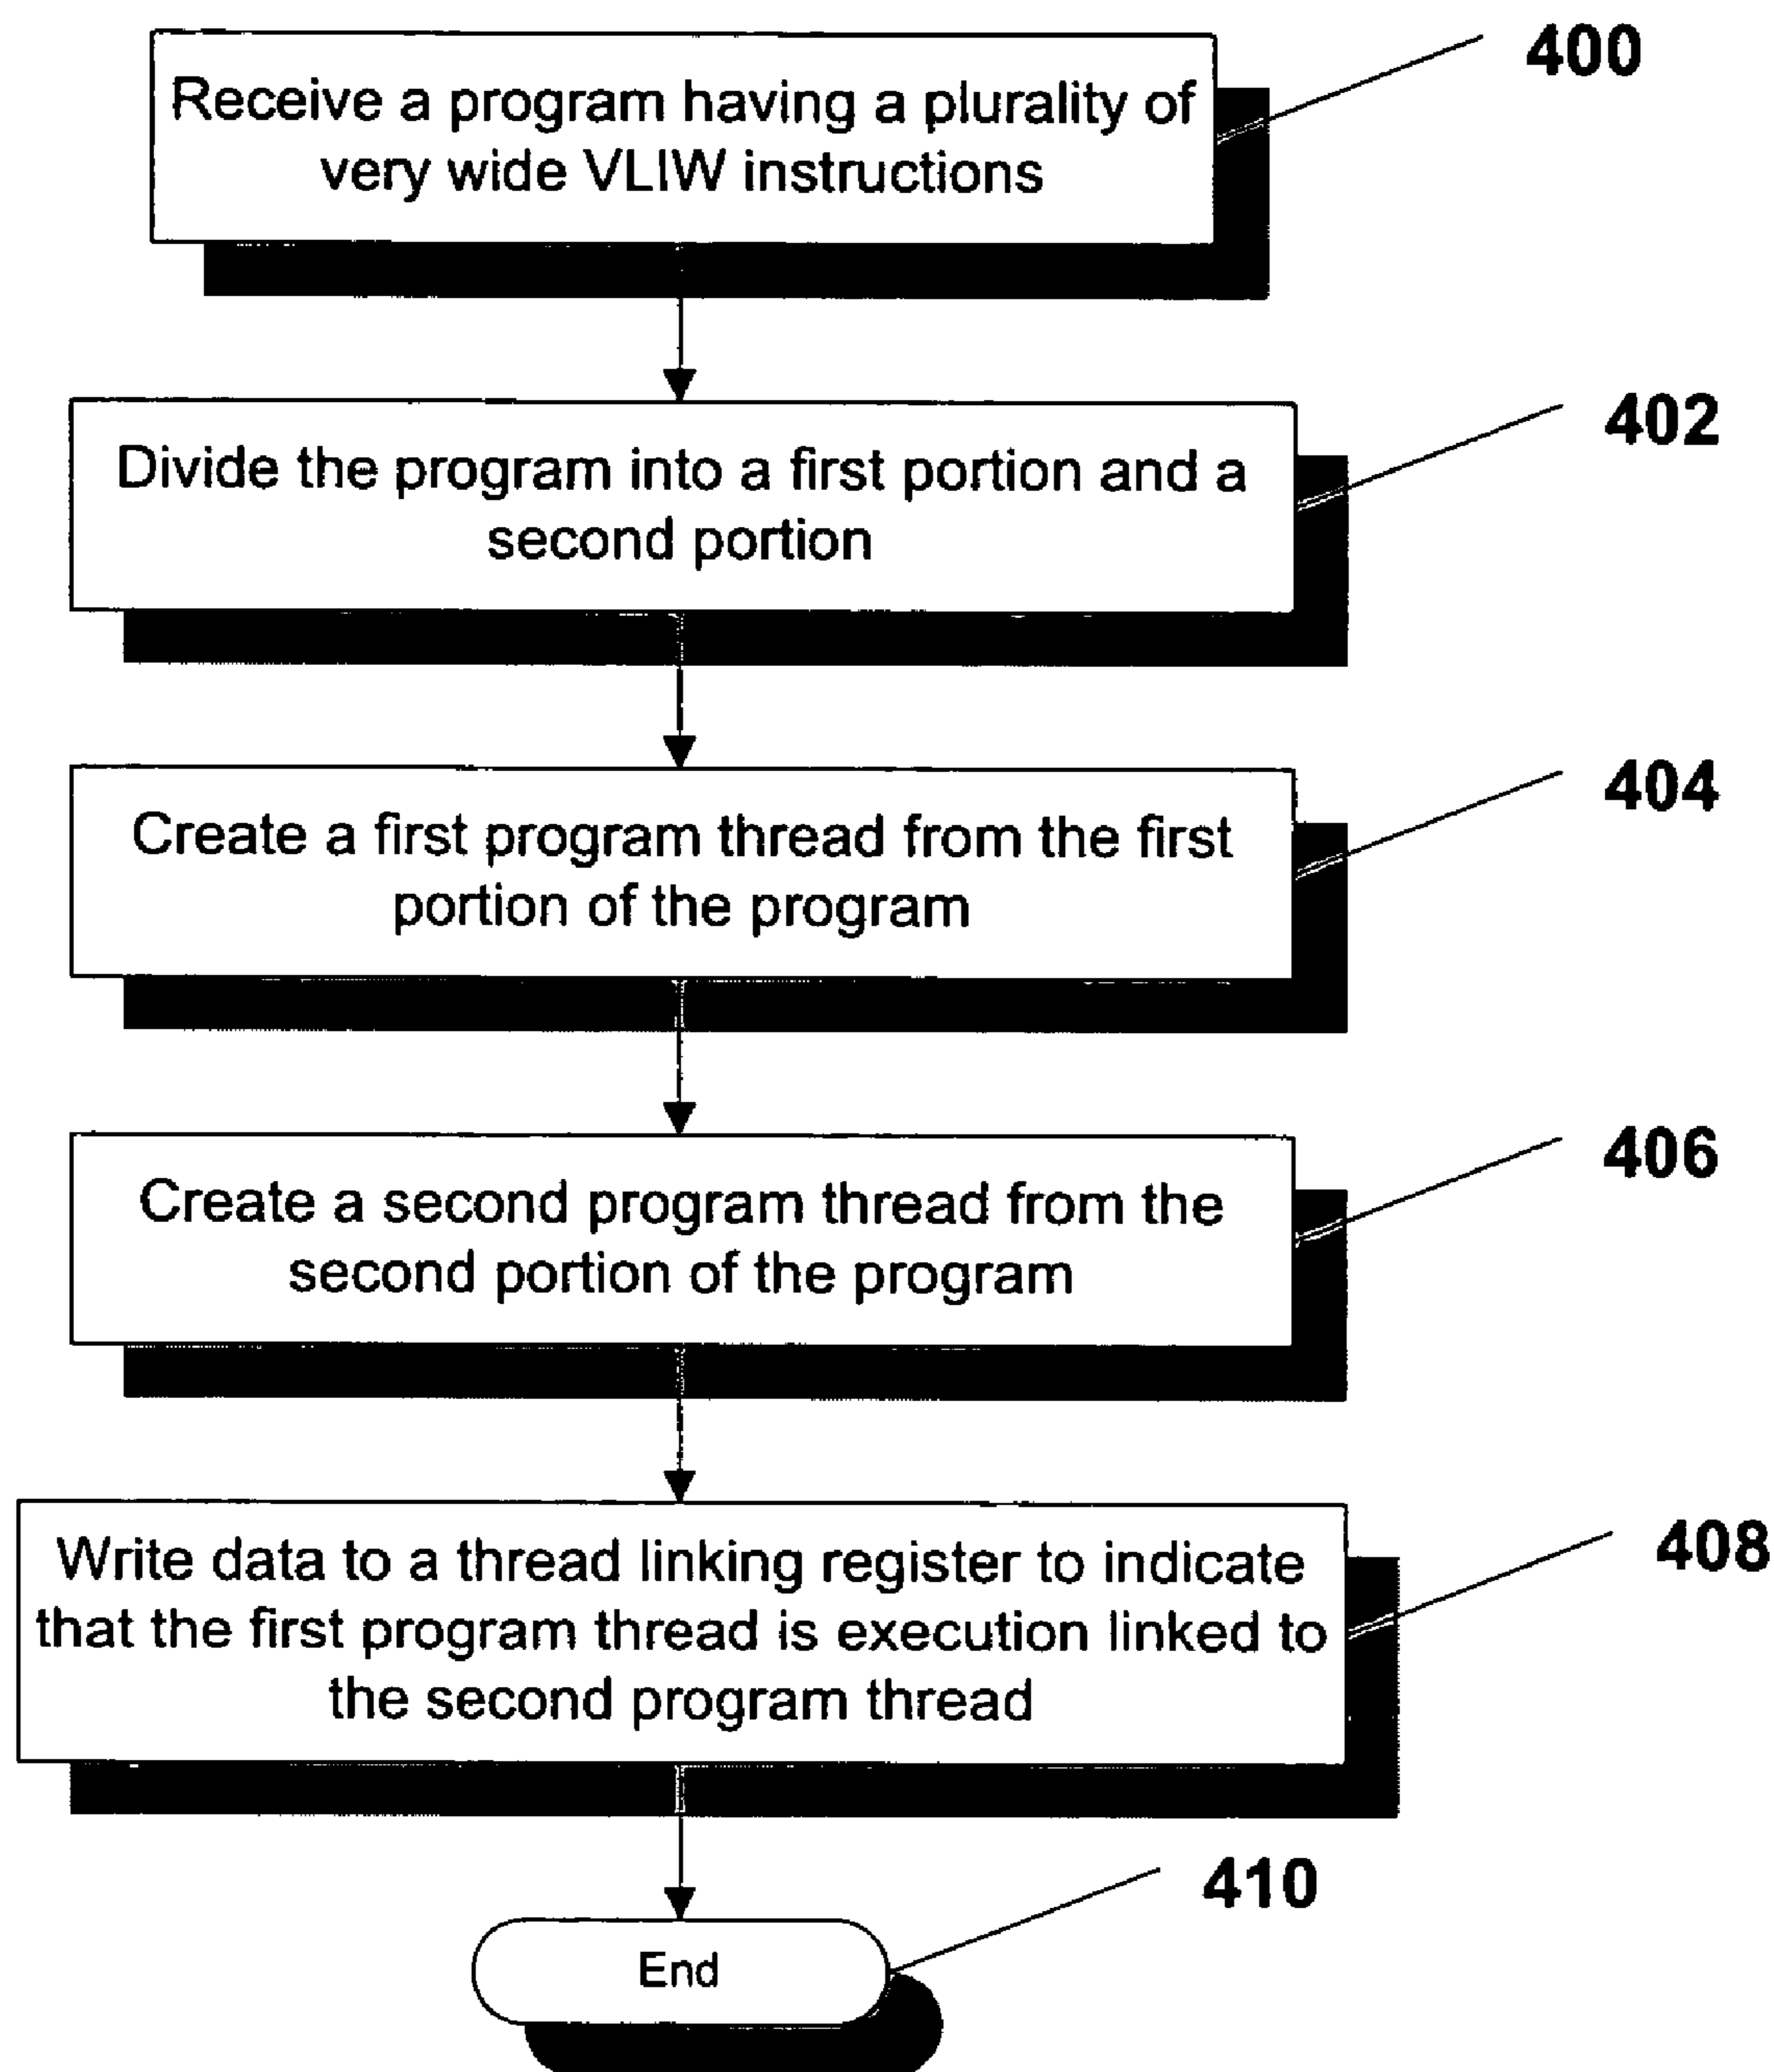 400
Receive a program having a plurality of
very wide VLIW instructions
402
Divide the program into a first portion and a
second portion
404
Create a first program thread from the first
portion of the program
406
Create a second program thread from the
second portion of the program
408
Write data to a thread linking register to indicate
that the first program thread is execution linked to
the second program thread
410
End